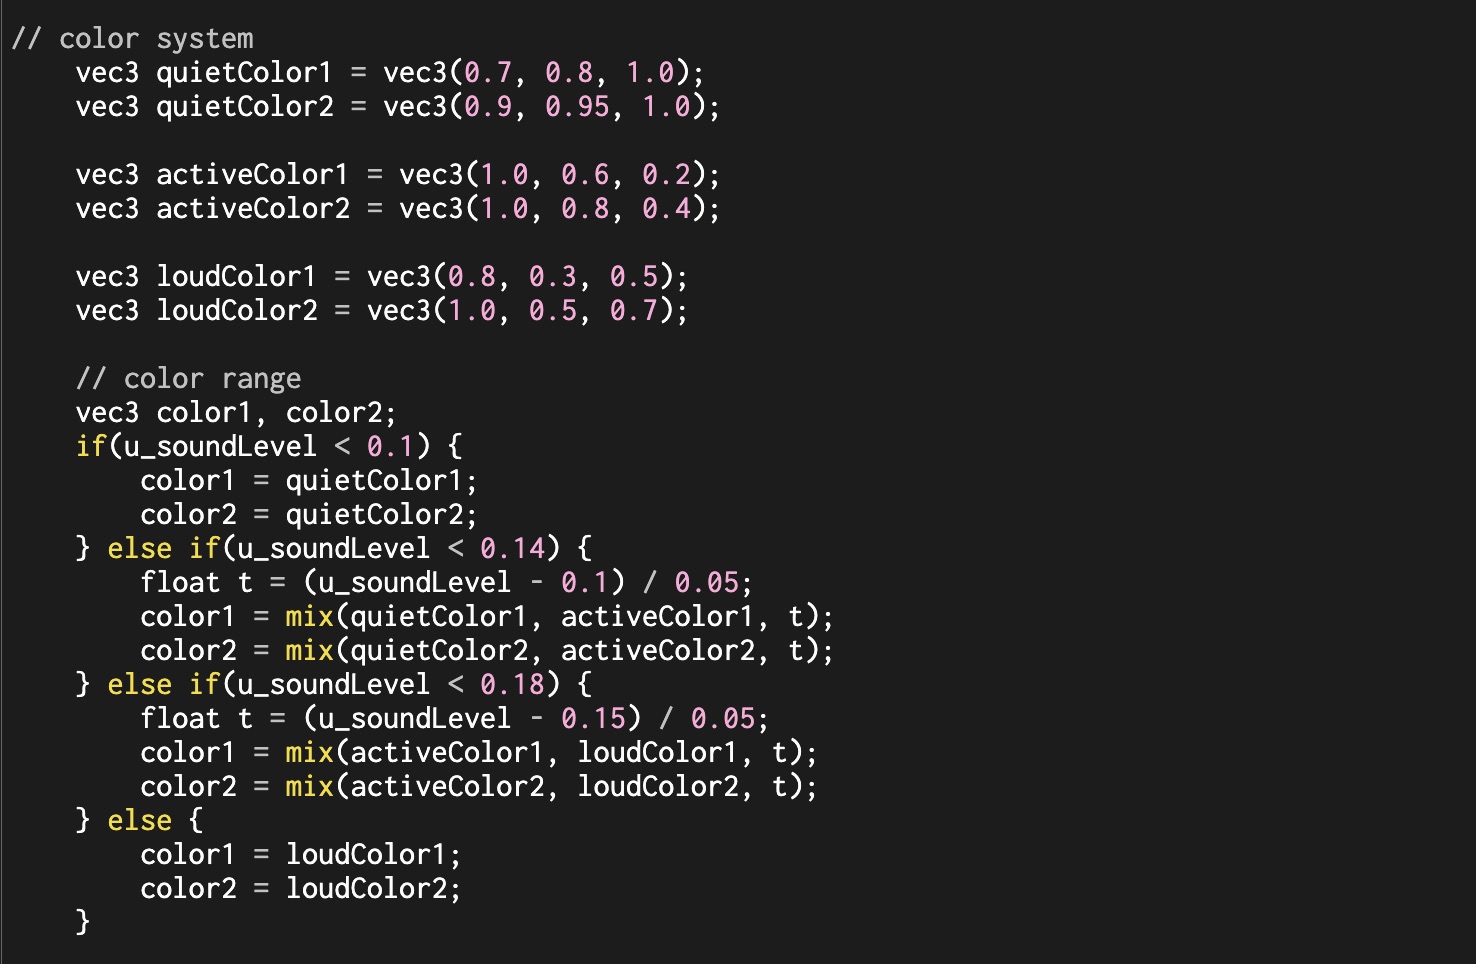 // color system
    vec3 quietColor1 = vec3(0.7, 0.8, 1.0);
    vec3 quietColor2 = vec3(0.9, 0.95, 1.0);

    vec3 activeColor1 = vec3(1.0, 0.6, 0.2);
    vec3 activeColor2 = vec3(1.0, 0.8, 0.4);

    vec3 loudColor1 = vec3(0.8, 0.3, 0.5);
    vec3 loudColor2 = vec3(1.0, 0.5, 0.7);

    // color range
    vec3 color1, color2;
    if(u_soundLevel < 0.1) {
        color1 = quietColor1;
        color2 = quietColor2;
    } else if(u_soundLevel < 0.14) {
        float t = (u_soundLevel - 0.1) / 0.05;
        color1 = mix(quietColor1, activeColor1, t);
        color2 = mix(quietColor2, activeColor2, t);
    } else if(u_soundLevel < 0.18) {
        float t = (u_soundLevel - 0.15) / 0.05;
        color1 = mix(activeColor1, loudColor1, t);
        color2 = mix(activeColor2, loudColor2, t);
    } else {
        color1 = loudColor1;
        color2 = loudColor2;
    }